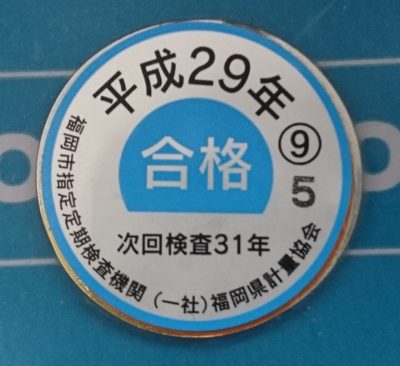 平成29年
⑨
5
合格
次回検査31年
福岡市指定定期検査機関（一社）福岡県計量協会